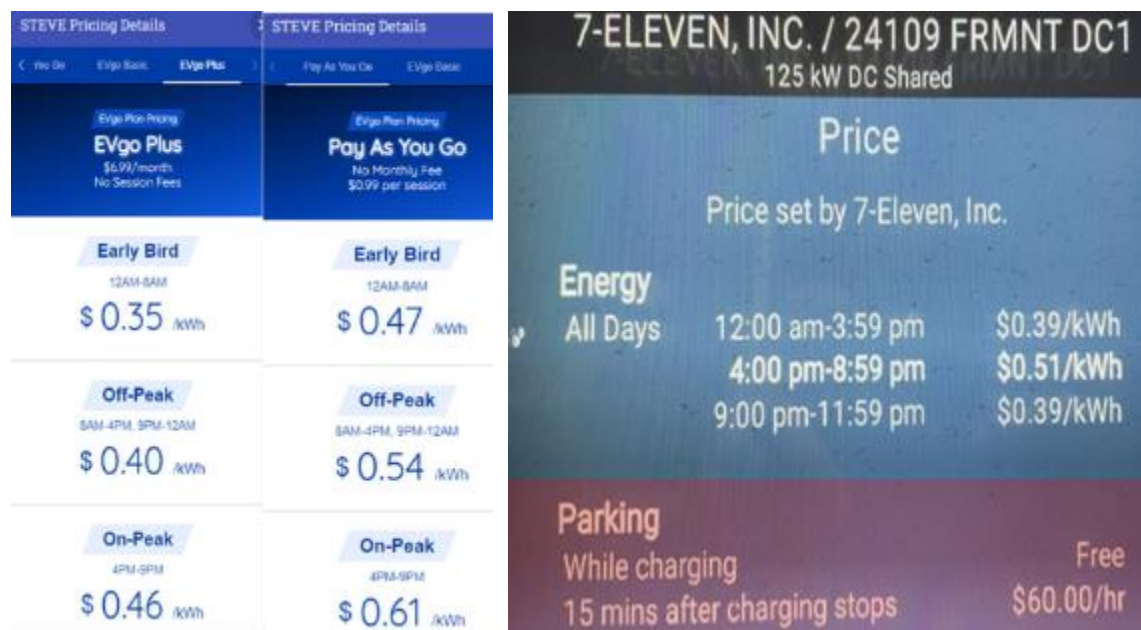 STEVE Pricing Details
EVgo Basic
EVgo Plus
EVgo Plan Pricing
EVgo Plus
$6.99/month
No Session Fees
Early Bird
12AM-8AM
$ 0.35 /kWh
Off-Peak
8AM-4PM, 9PM-12AM
$ 0.40 /kWh
On-Peak
4PM-9PM
$ 0.46 /kWh
STEVE Pricing Details
Pay As You Go
EVgo Basic
EVgo Plan Pricing
Pay As You Go
No Monthly Fee
$0.99 per session
Early Bird
12AM-8AM
$ 0.47 /kWh
Off-Peak
8AM-4PM, 9PM-12AM
$ 0.54 /kWh
On-Peak
4PM-9PM
$ 0.61 /kWh
7-ELEVEN, INC. / 24109 FRMNT DC1
125 kW DC Shared
Price
Price set by 7-Eleven, Inc.
Energy
All Days 12:00 am-3:59 pm $0.39/kWh
4:00 pm-8:59 pm $0.51/kWh
9:00 pm-11:59 pm $0.39/kWh
Parking
While charging Free
15 mins after charging stops $60.00/hr